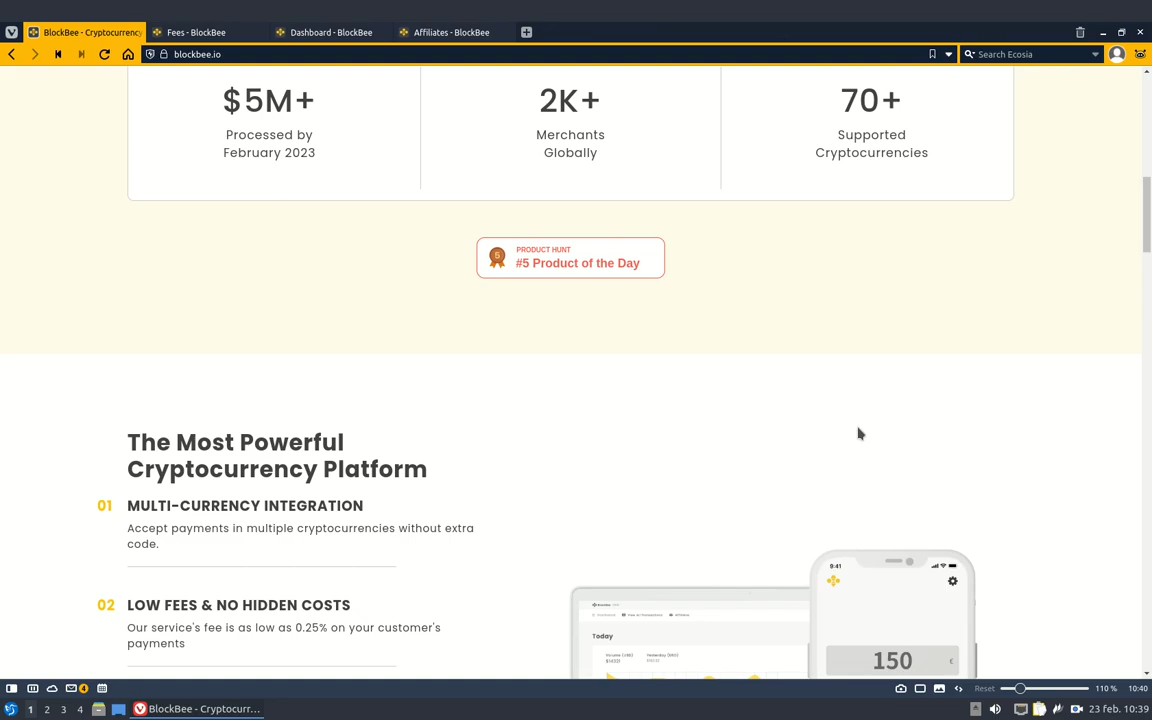 BlockBee - Cryptocurrency
Fees - BlockBee
Dashboard - BlockBee
Affiliates - BlockBee
blockbee.io
Search Ecosia
$5M+
2K+
70+
Processed by
February 2023
Merchants
Globally
Supported
Cryptocurrencies
5
PRODUCT HUNT
#5 Product of the Day
The Most Powerful
Cryptocurrency Platform
01 MULTI-CURRENCY INTEGRATION
Accept payments in multiple cryptocurrencies without extra
code.
02 LOW FEES & NO HIDDEN COSTS
Our service's fee is as low as 0.25% on your customer's
payments
9:41
Today
150 €
4
Reset
110 %
10:40
1 2 3 4
BlockBee - Cryptocurr...
23 feb. 10:39